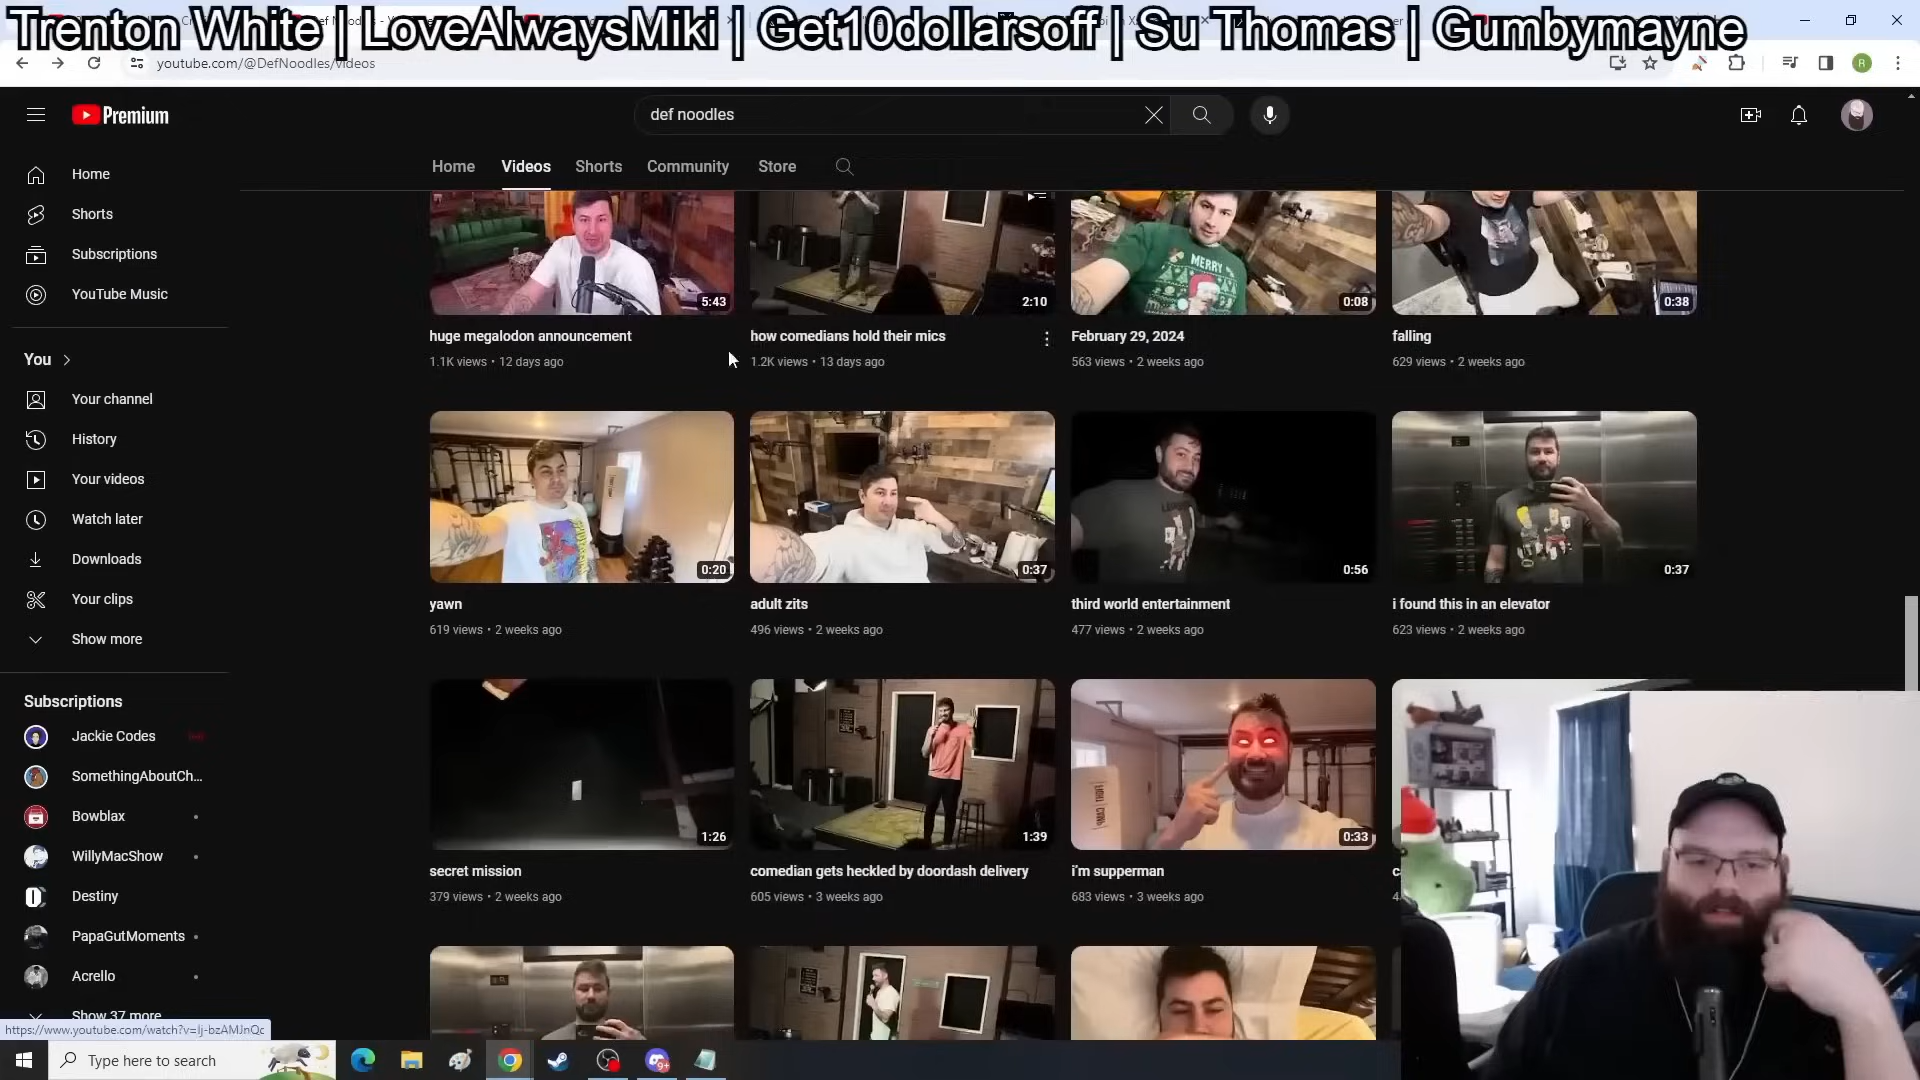 Trenton White | LoveAlwaysMiki | Get10dollarsoff | Su Thomas | Gumbymayne
youtube.com/@DefNoodles/videos
R
Premium
def noodles
Home Videos Shorts Community Store
Home
Shorts
Subscriptions
YouTube Music
You
Your channel
History
Your videos
Watch later
Downloads
Your clips
Show more
Subscriptions
Jackie Codes
SomethingAboutCh...
Bowblax
WillyMacShow
Destiny
PapaGutMoments
Acrello
Show 37 more
5:43
huge megalodon announcement
1.1K views • 12 days ago
2:10
how comedians hold their mics
1.2K views • 13 days ago
MERRY
0:08
February 29, 2024
563 views • 2 weeks ago
0:38
falling
629 views • 2 weeks ago
0:20
yawn
619 views • 2 weeks ago
0:37
adult zits
496 views • 2 weeks ago
0:56
third world entertainment
477 views • 2 weeks ago
0:37
i found this in an elevator
623 views • 2 weeks ago
1:26
secret mission
379 views • 2 weeks ago
1:39
comedian gets heckled by doordash delivery
605 views • 3 weeks ago
0:33
i'm supperman
683 views • 3 weeks ago
https://www.youtube.com/watch?v=Ij-bzAMJnQc
Type here to search
9+